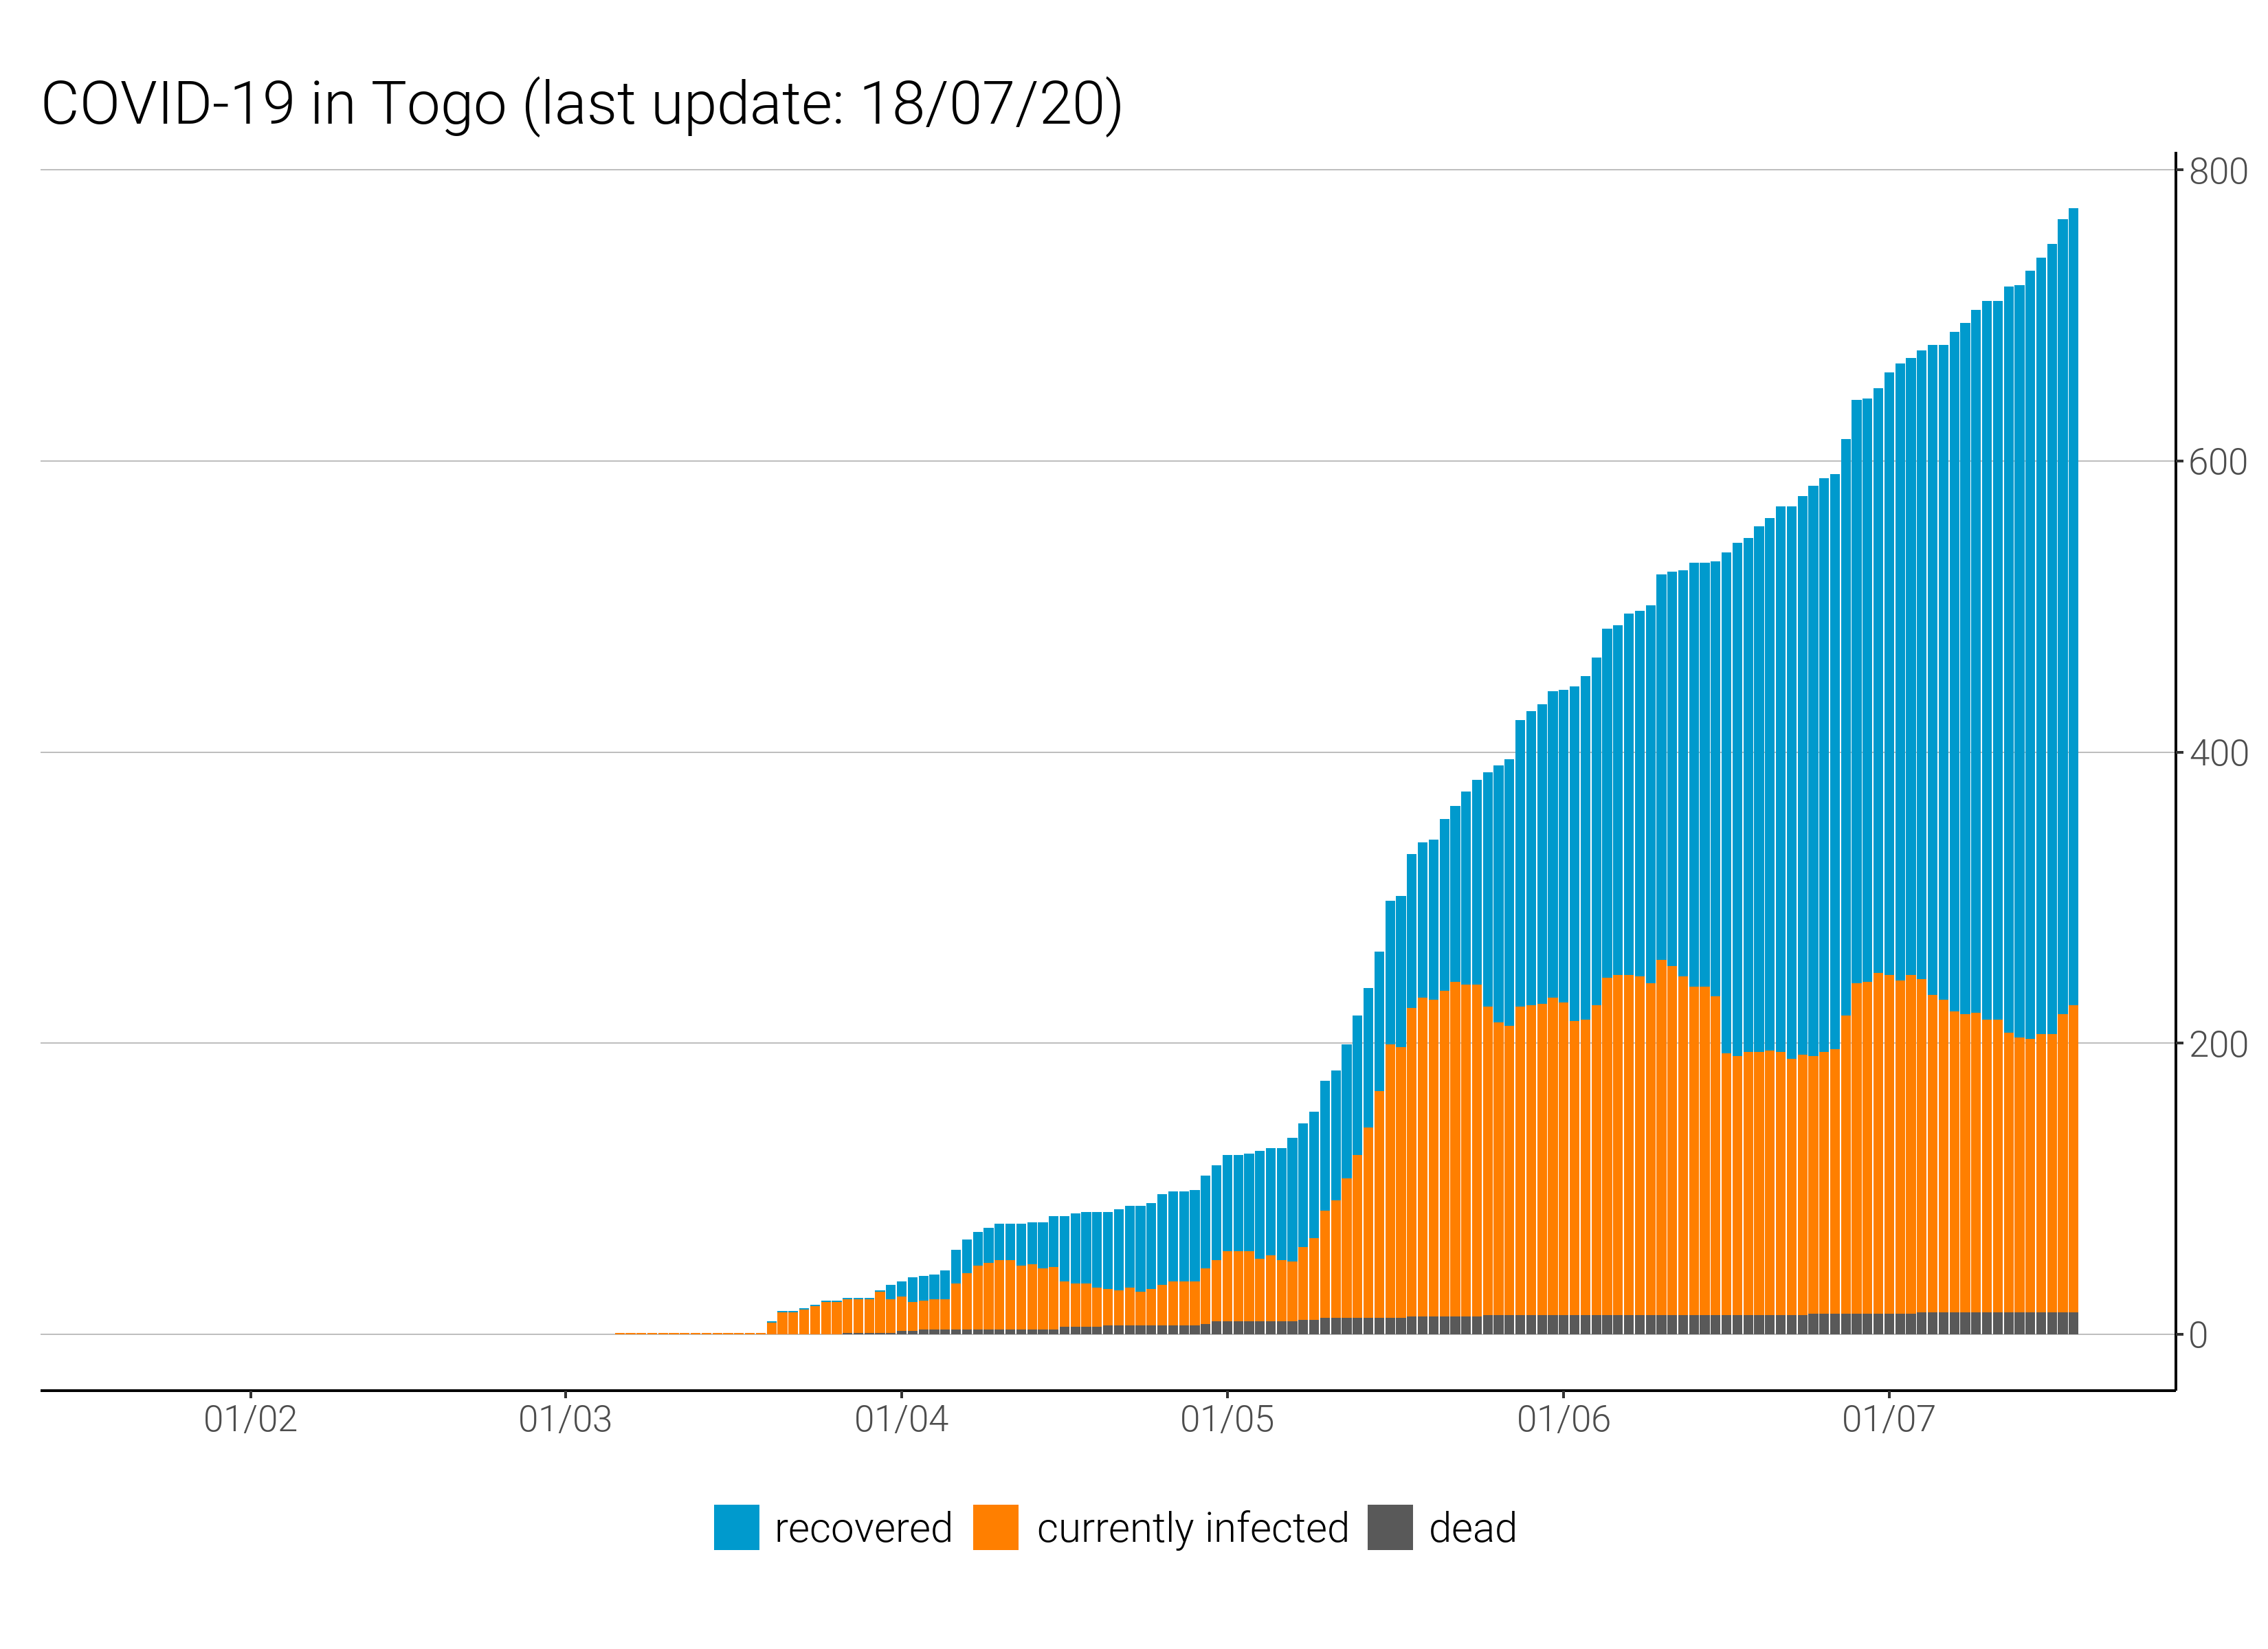 COVID-19 in Togo (last update: 18/07/20)
800
600
400
200
0
01/02 01/03 01/04 01/05 01/06 01/07
recovered currently infected dead